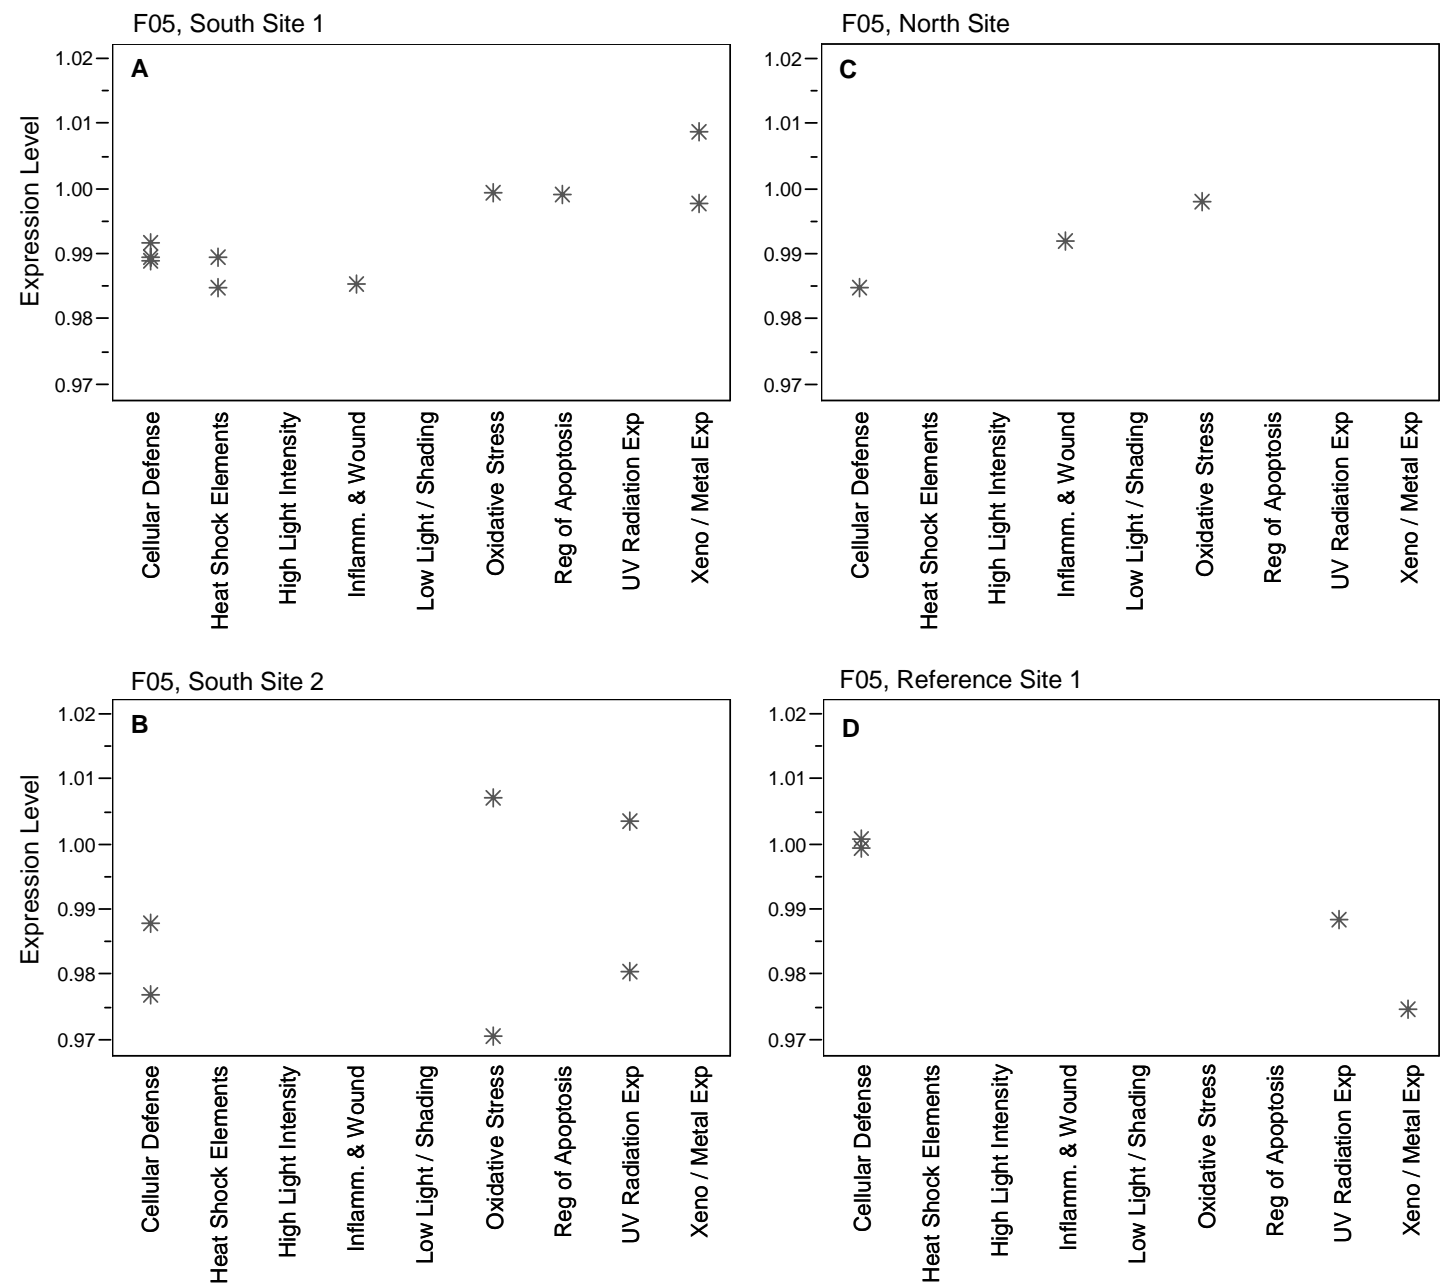 F05, South Site 1
A
Expression Level
1.02
1.01
1.00
0.99
0.98
0.97
Cellular Defense
Heat Shock Elements
High Light Intensity
Inflamm. & Wound
Low Light / Shading
Oxidative Stress
Reg of Apoptosis
UV Radiation Exp
Xeno / Metal Exp
F05, North Site
C
1.02
1.01
1.00
0.99
0.98
0.97
Cellular Defense
Heat Shock Elements
High Light Intensity
Inflamm. & Wound
Low Light / Shading
Oxidative Stress
Reg of Apoptosis
UV Radiation Exp
Xeno / Metal Exp
F05, South Site 2
B
Expression Level
1.02
1.01
1.00
0.99
0.98
0.97
Cellular Defense
Heat Shock Elements
High Light Intensity
Inflamm. & Wound
Low Light / Shading
Oxidative Stress
Reg of Apoptosis
UV Radiation Exp
Xeno / Metal Exp
F05, Reference Site 1
D
1.02
1.01
1.00
0.99
0.98
0.97
Cellular Defense
Heat Shock Elements
High Light Intensity
Inflamm. & Wound
Low Light / Shading
Oxidative Stress
Reg of Apoptosis
UV Radiation Exp
Xeno / Metal Exp